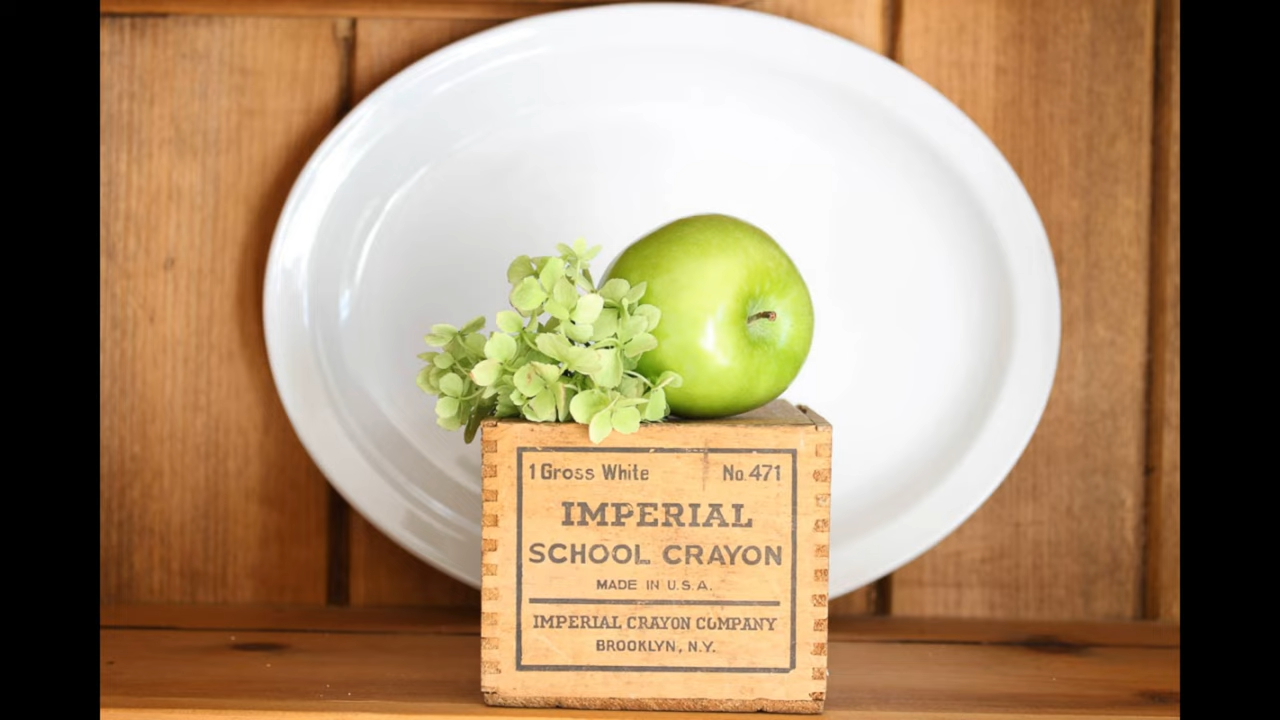 1 Gross White No. 471
IMPERIAL
SCHOOL CRAYON
MADE IN U.S.A.
IMPERIAL CRAYON COMPANY
BROOKLYN, N.Y.